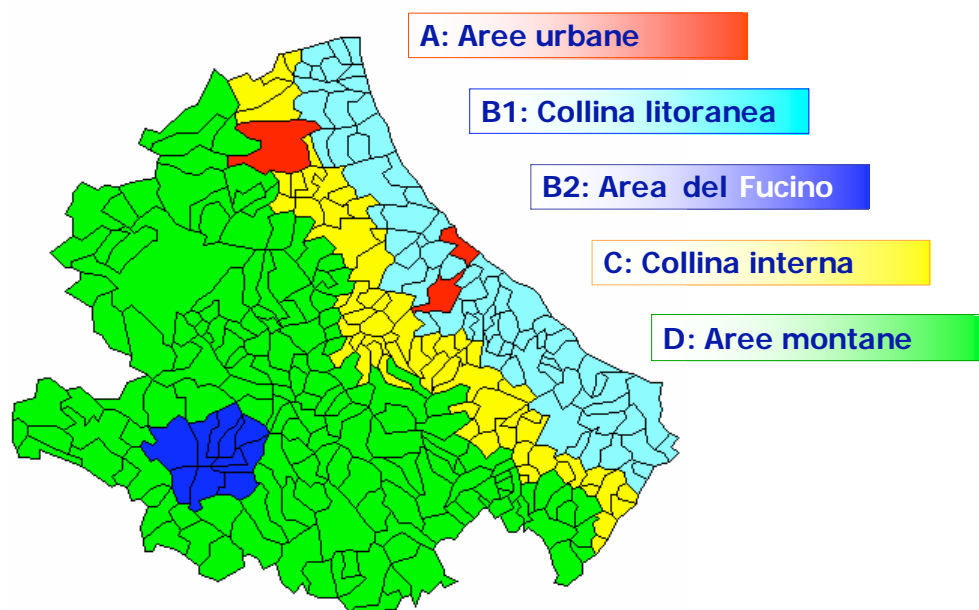 A: Aree urbane
B1: Collina litoranea
B2: Area del Fucino
C: Collina interna
D: Aree montane